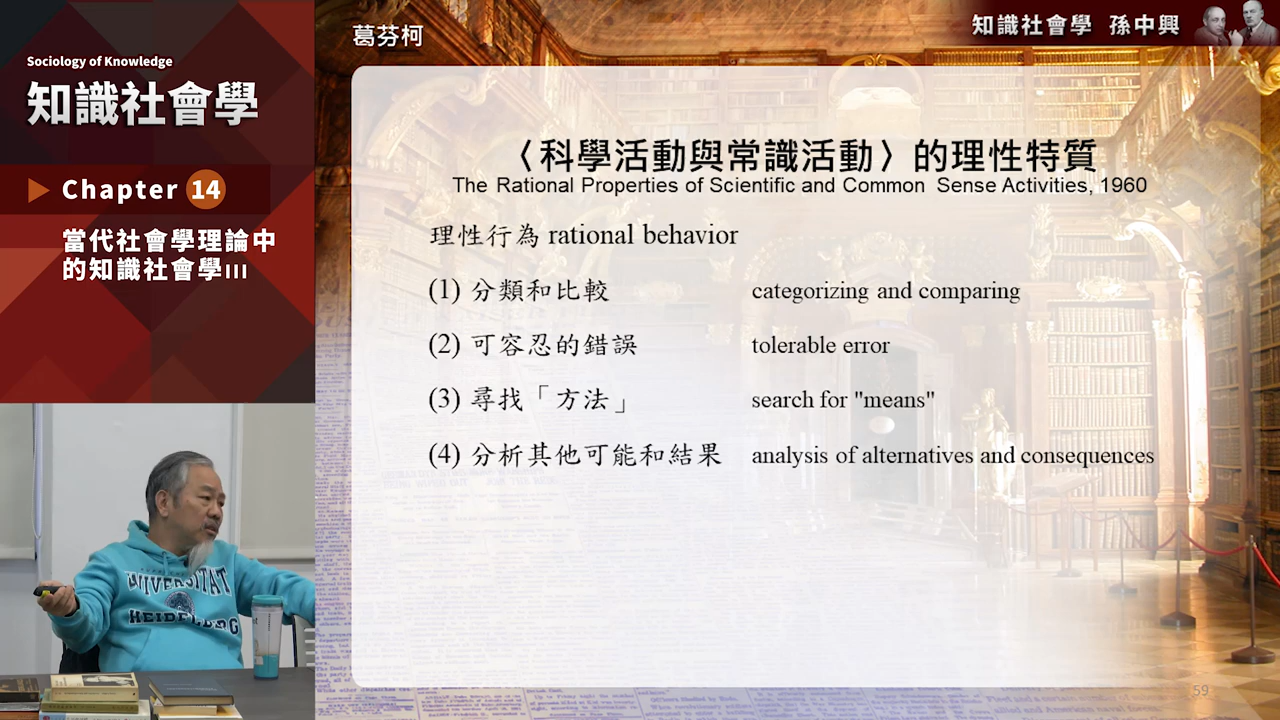 Sociology of Knowledge
知識社會學
Chapter 14
當代社會學理論中
的知識社會學III
葛芬柯
知識社會學 孫中興
〈科學活動與常識活動〉的理性特質
The Rational Properties of Scientific and Common Sense Activities, 1960
理性行為 rational behavior
(1) 分類和比較 categorizing and comparing
(2) 可容忍的錯誤 tolerable error
(3) 尋找「方法」 search for "means"
(4) 分析其他可能和結果 analysis of alternatives and consequences
UNIVERSITAT
HEIDELBERG
59